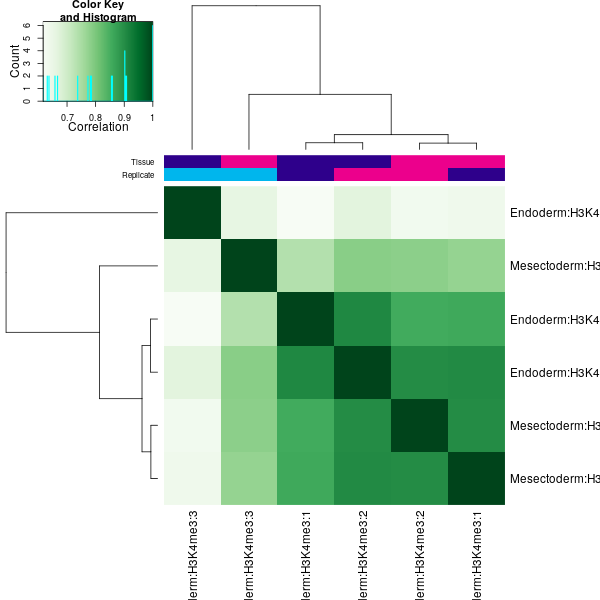 Color Key
and Histogram
Count
0 1 2 3 4 5 6
0.7 0.8 0.9 1
Correlation
Tissue
Replicate
Endoderm:H3K4
Mesectoderm:H3
Endoderm:H3K4
Endoderm:H3K4
Mesectoderm:H3
Mesectoderm:H3
lerm:H3K4me3:3
lerm:H3K4me3:3
lerm:H3K4me3:1
lerm:H3K4me3:2
lerm:H3K4me3:2
lerm:H3K4me3:1